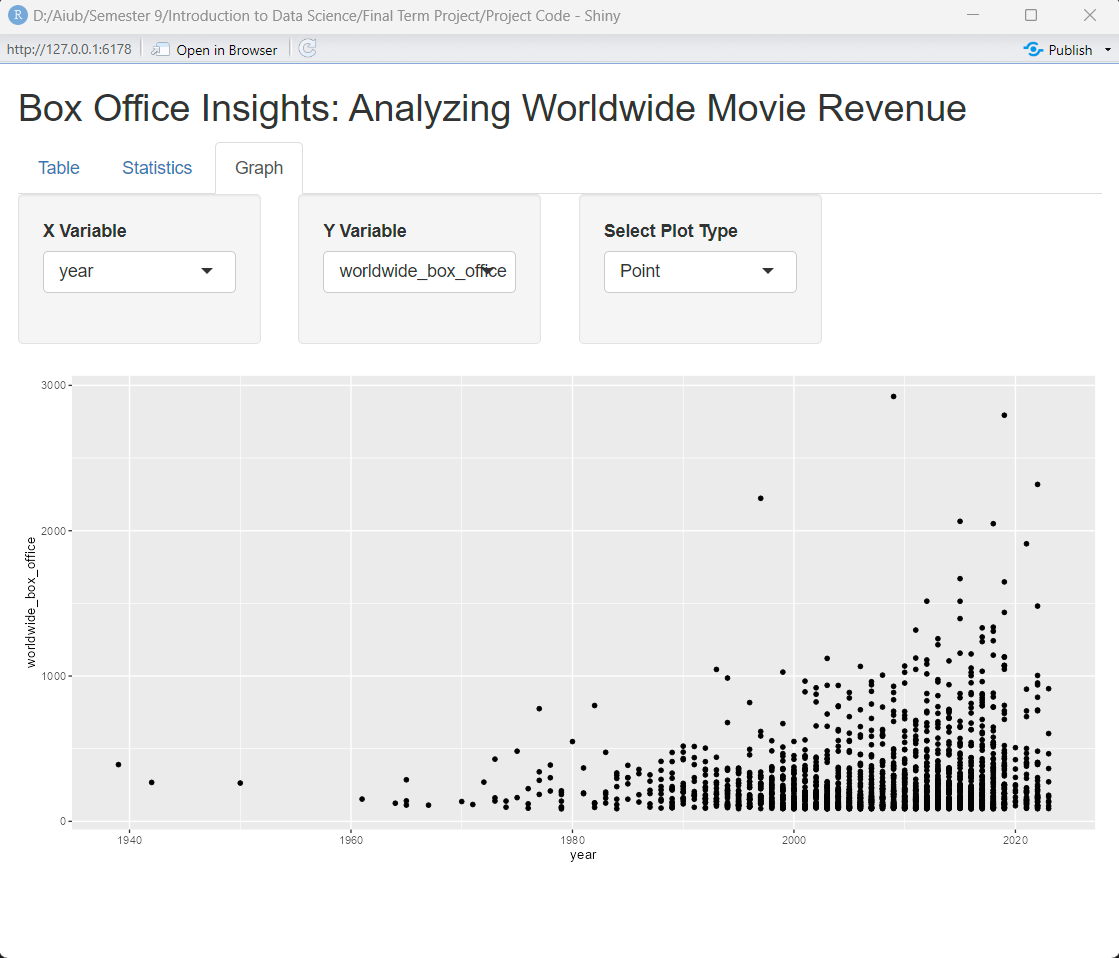 R D:/Aiub/Semester 9/Introduction to Data Science/Final Term Project/Project Code - Shiny
http://127.0.0.1:6178 Open in Browser Publish
Box Office Insights: Analyzing Worldwide Movie Revenue
Table Statistics Graph
X Variable Y Variable Select Plot Type
year worldwide_box_office Point
3000
2000
1000
0
worldwide_box_office
1940 1960 1980 2000 2020
year